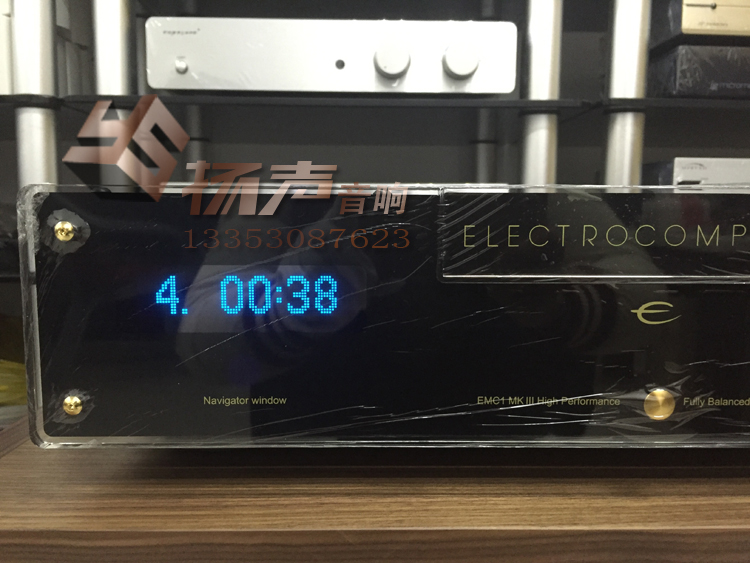 扬声音响
13353087623
ELECTROCOMP
4. 00:38
Navigator window
EMC1 MK III High Performance
Fully Balanced